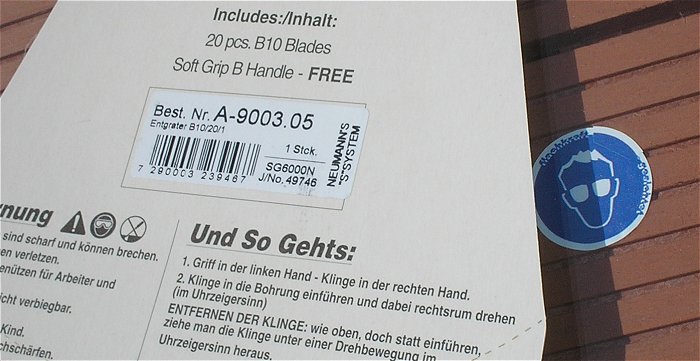 Includes:/Inhalt:
20 pcs. B10 Blades
Soft Grip B Handle - FREE
Best. Nr. A-9003.05
Entgrater B10/20/1
1 Stck.
SG6000N
7 290003 239467
J/No. 49746
NEUMANN'S
"S"SYSTEM
nung
sind scharf und können brechen.
en verletzen.
enützen für Arbeiter und
cht verbiegbar.
Kind.
chschärfen.
Und So Gehts:
1. Griff in der linken Hand - Klinge in der rechten Hand.
2. Klinge in die Bohrung einführen und dabei rechtsrum drehen
(im Uhrzeigersinn)
ENTFERNEN DER KLINGE: wie oben, doch statt einführen,
ziehe man die Klinge unter einer Drehbewegung im
Uhrzeigersinn heraus.